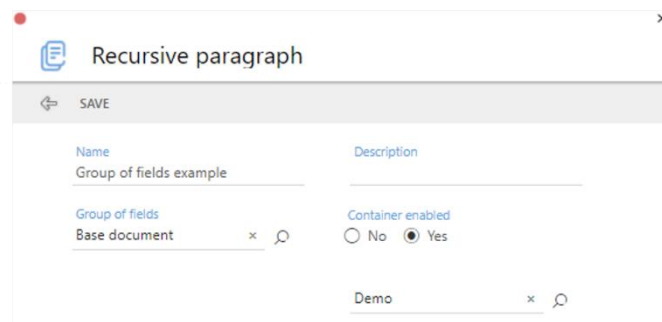 Recursive paragraph
SAVE
Name
Description
Group of fields example
Group of fields
Container enabled
Base document ×
No Yes
Demo ×